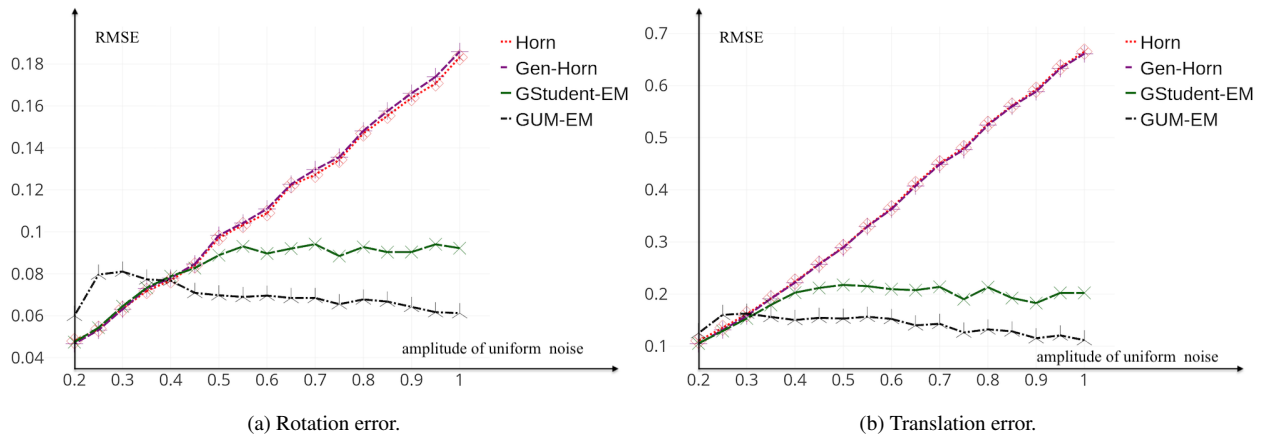 RMSE
0.18
0.16
0.14
0.12
0.1
0.08
0.06
0.04
Horn
Gen-Horn
GStudent-EM
GUM-EM
amplitude of uniform noise
0.2 0.3 0.4 0.5 0.6 0.7 0.8 0.9 1
(a) Rotation error.
RMSE
0.7
0.6
0.5
0.4
0.3
0.2
0.1
Horn
Gen-Horn
GStudent-EM
GUM-EM
amplitude of uniform noise
0.2 0.3 0.4 0.5 0.6 0.7 0.8 0.9 1
(b) Translation error.